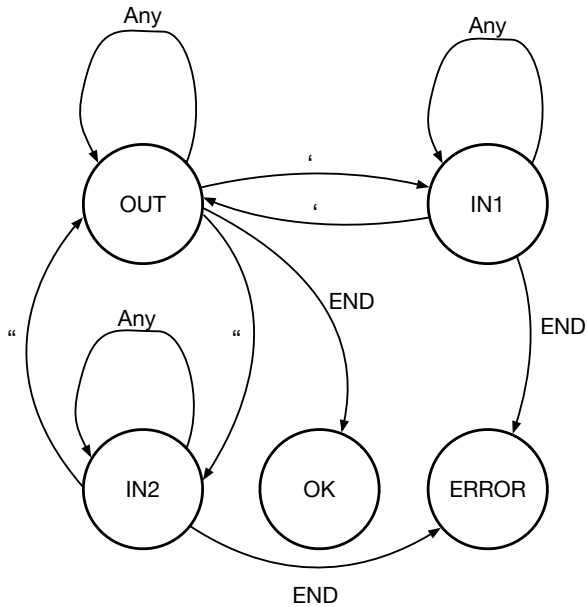 Any
Any
‘
OUT
IN1
‘
END
END
Any
“
“
IN2
OK
ERROR
END